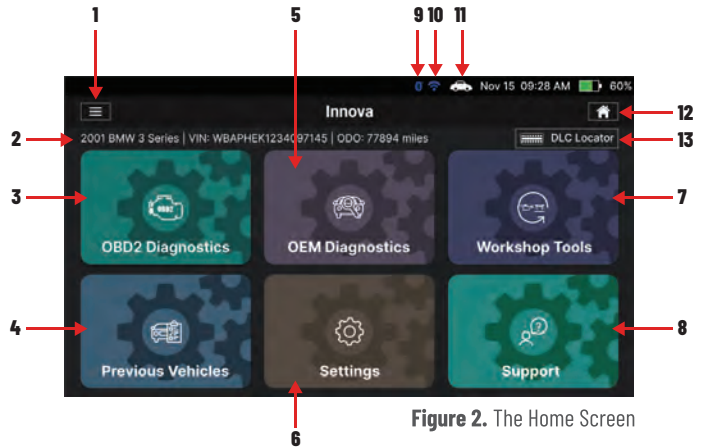 1 5 9 10 11
0 Nov 15 09:28 AM 60%
Innova 12
2 2001 BMW 3 Series | VIN: WBAPHEK1234097145 | ODO: 77894 miles DLC Locator 13
3 7
OBD2
OBD2 Diagnostics OEM Diagnostics Workshop Tools
4 8
?
Previous Vehicles Settings Support
Figure 2. The Home Screen
6